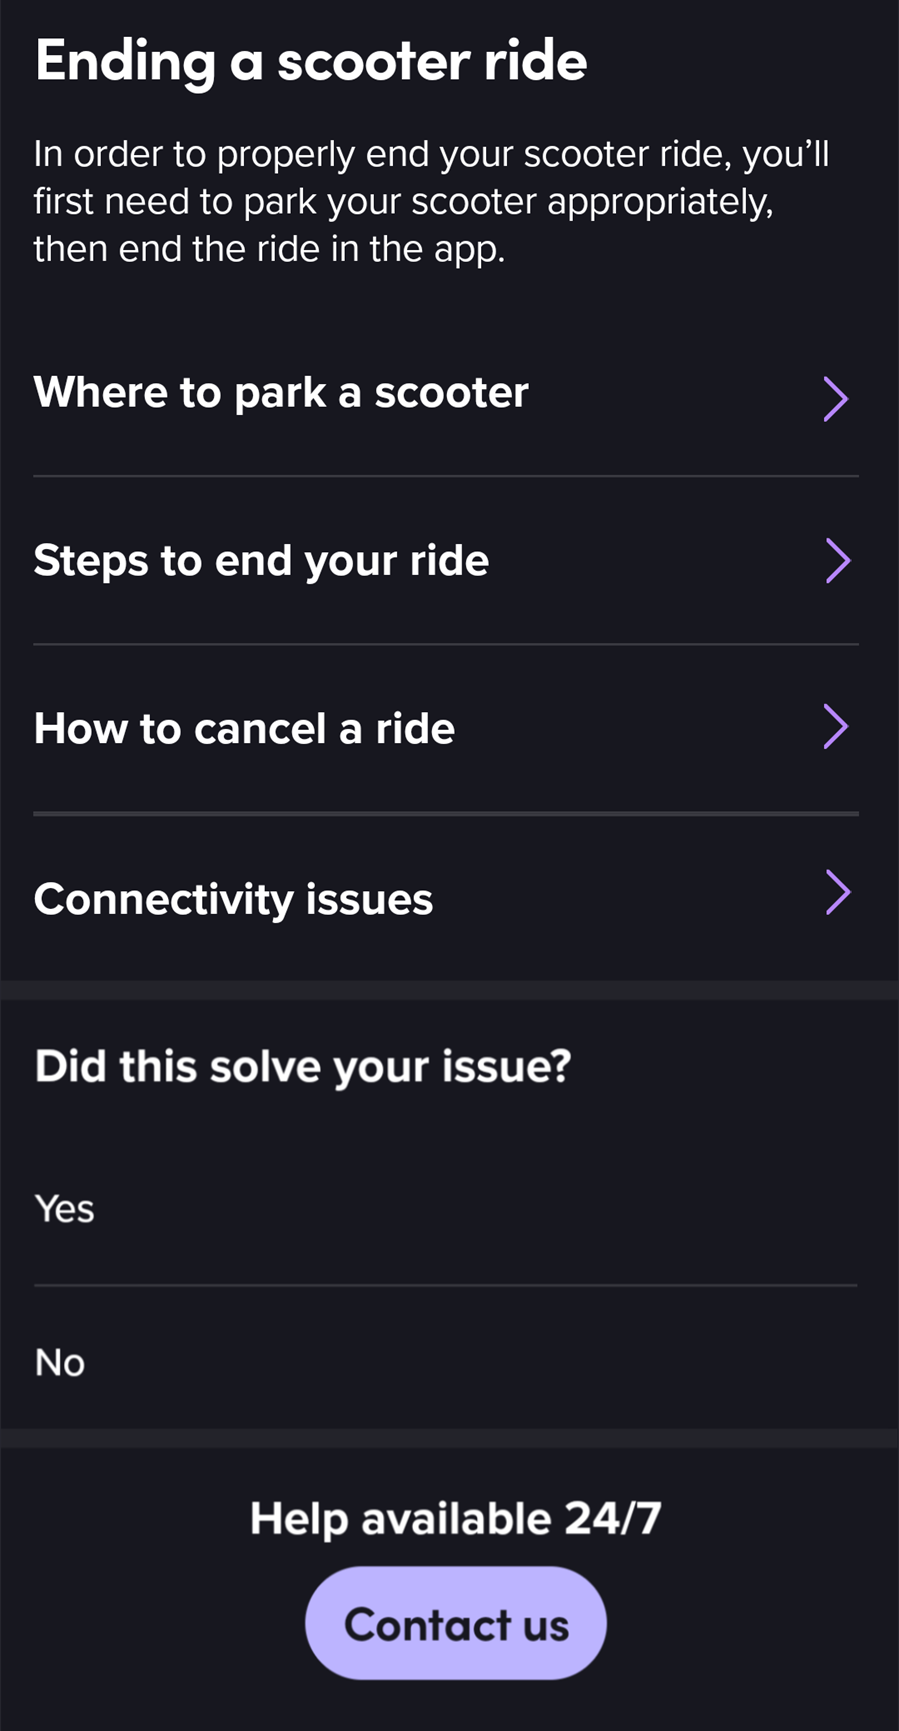 Ending a scooter ride
In order to properly end your scooter ride, you’ll
first need to park your scooter appropriately,
then end the ride in the app.
Where to park a scooter
Steps to end your ride
How to cancel a ride
Connectivity issues
Did this solve your issue?
Yes
No
Help available 24/7
Contact us